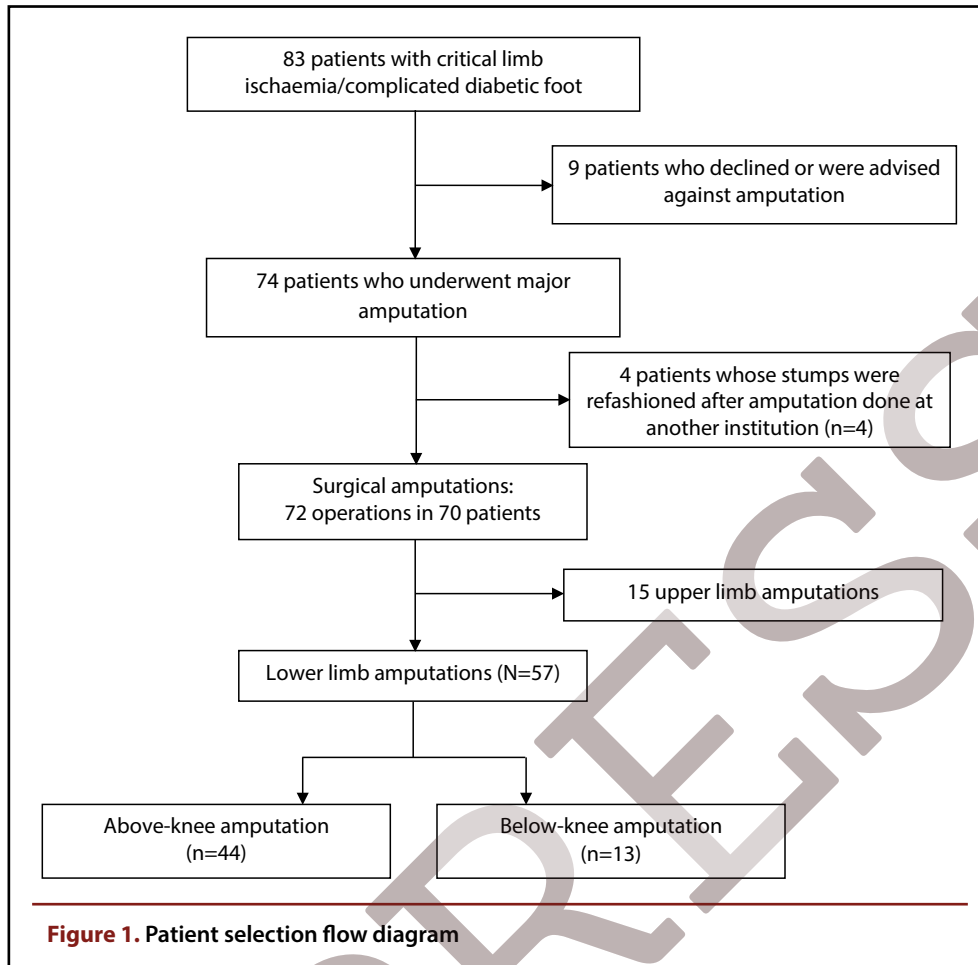 83 patients with critical limb
ischaemia/complicated diabetic foot
9 patients who declined or were advised
against amputation
74 patients who underwent major
amputation
4 patients whose stumps were
refashioned after amputation done at
another institution (n=4)
Surgical amputations:
72 operations in 70 patients
15 upper limb amputations
Lower limb amputations (N=57)
Above-knee amputation
(n=44)
Below-knee amputation
(n=13)
Figure 1. Patient selection flow diagram
RESS